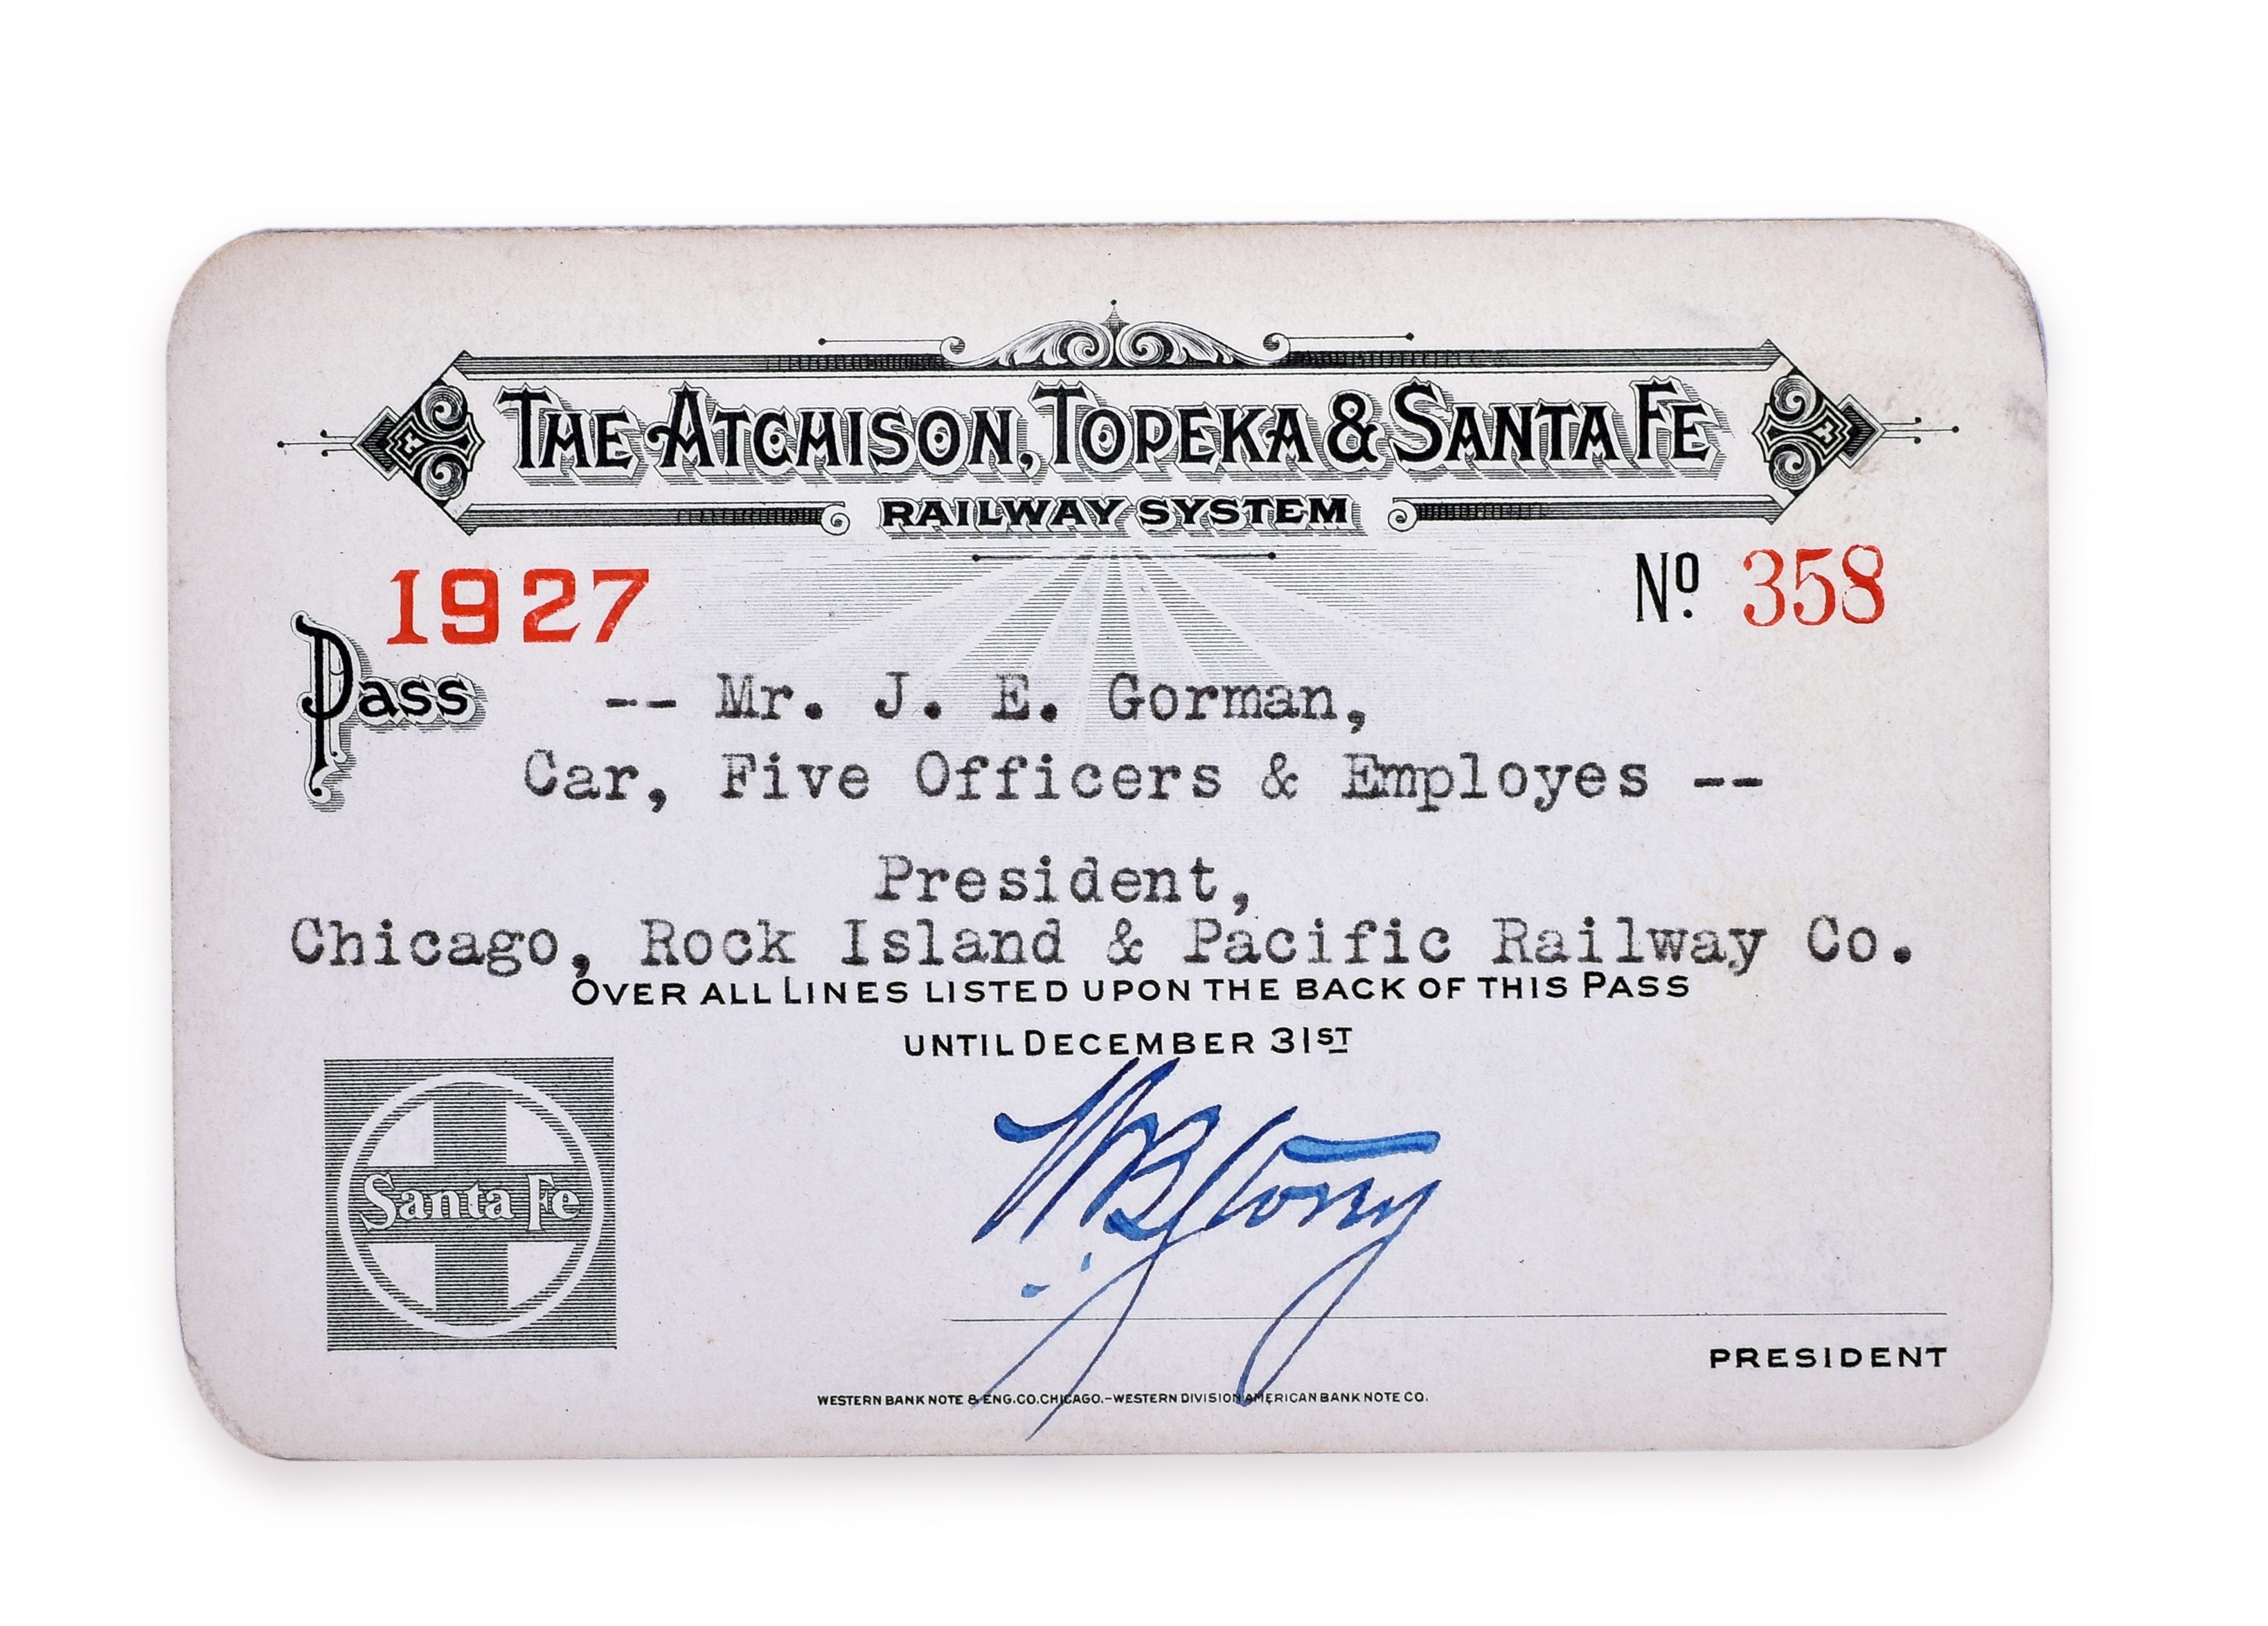 THE ATCHISON, TOPEKA & SANTA FE
RAILWAY SYSTEM
1927
Nº 358
Pass -- Mr. J. E. Gorman,
Car, Five Officers & Employes --
President,
Chicago, Rock Island & Pacific Railway Co.
OVER ALL LINES LISTED UPON THE BACK OF THIS PASS
UNTIL DECEMBER 31ST
Santa Fe
W B Story
PRESIDENT
WESTERN BANK NOTE & ENG. CO. CHICAGO.-WESTERN DIVISION AMERICAN BANK NOTE CO.